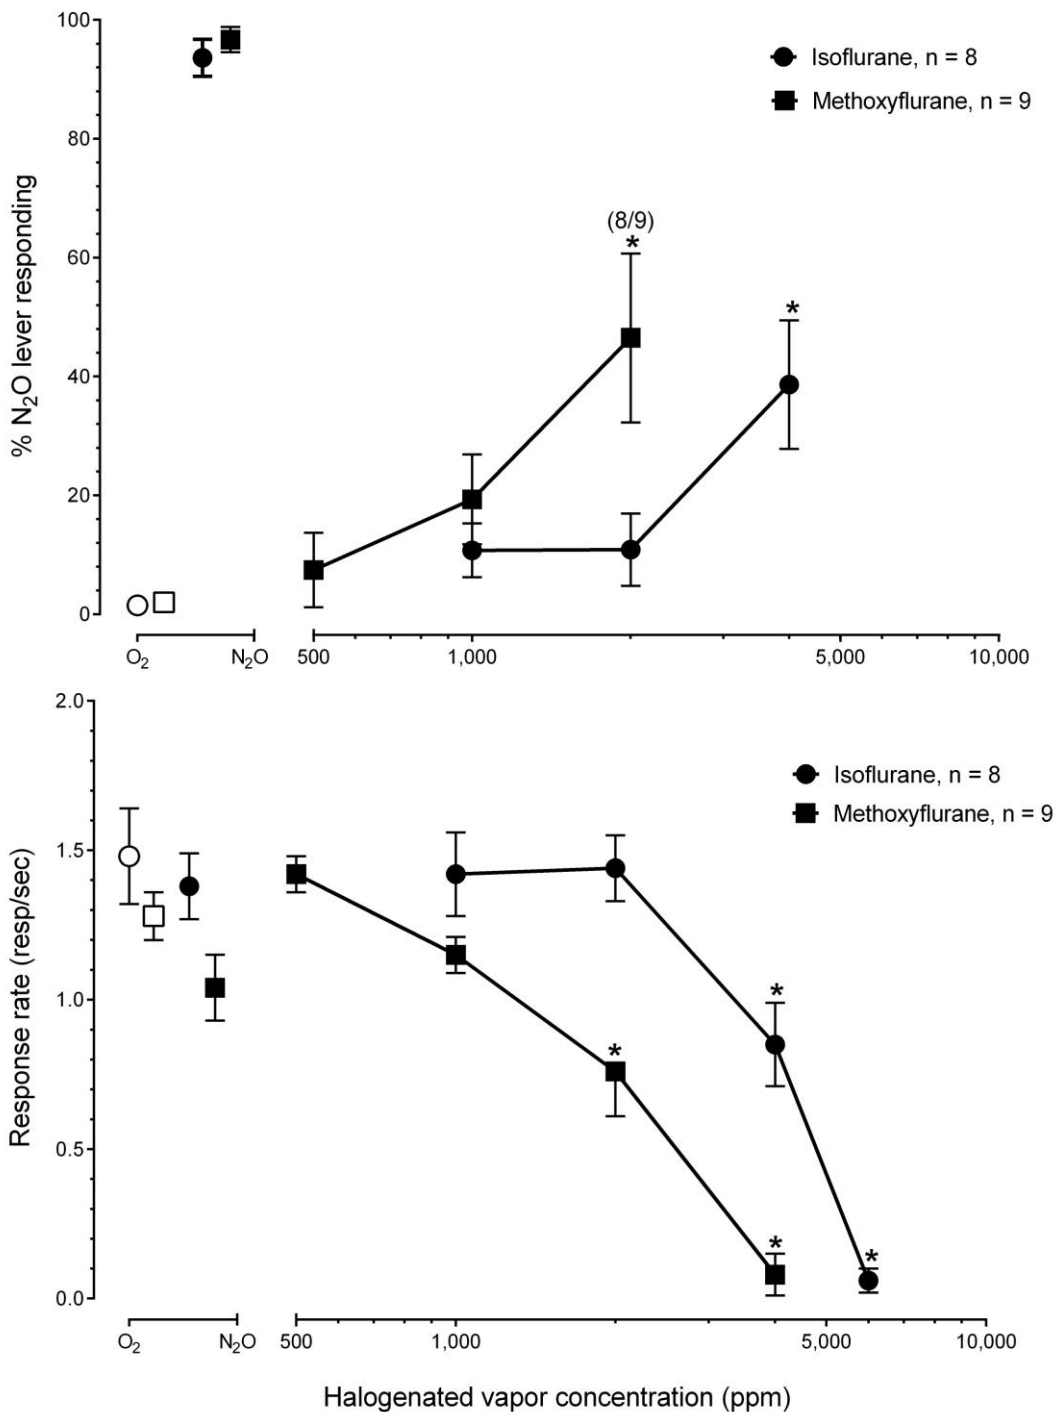 100
80
60
40
20
0
% N₂O lever responding
Isoflurane, n = 8
Methoxyflurane, n = 9
(8/9)
*
*
O₂ N₂O 500 1,000 5,000 10,000
2.0
1.5
1.0
0.5
0.0
Response rate (resp/sec)
Isoflurane, n = 8
Methoxyflurane, n = 9
*
*
*
*
O₂ N₂O 500 1,000 5,000 10,000
Halogenated vapor concentration (ppm)